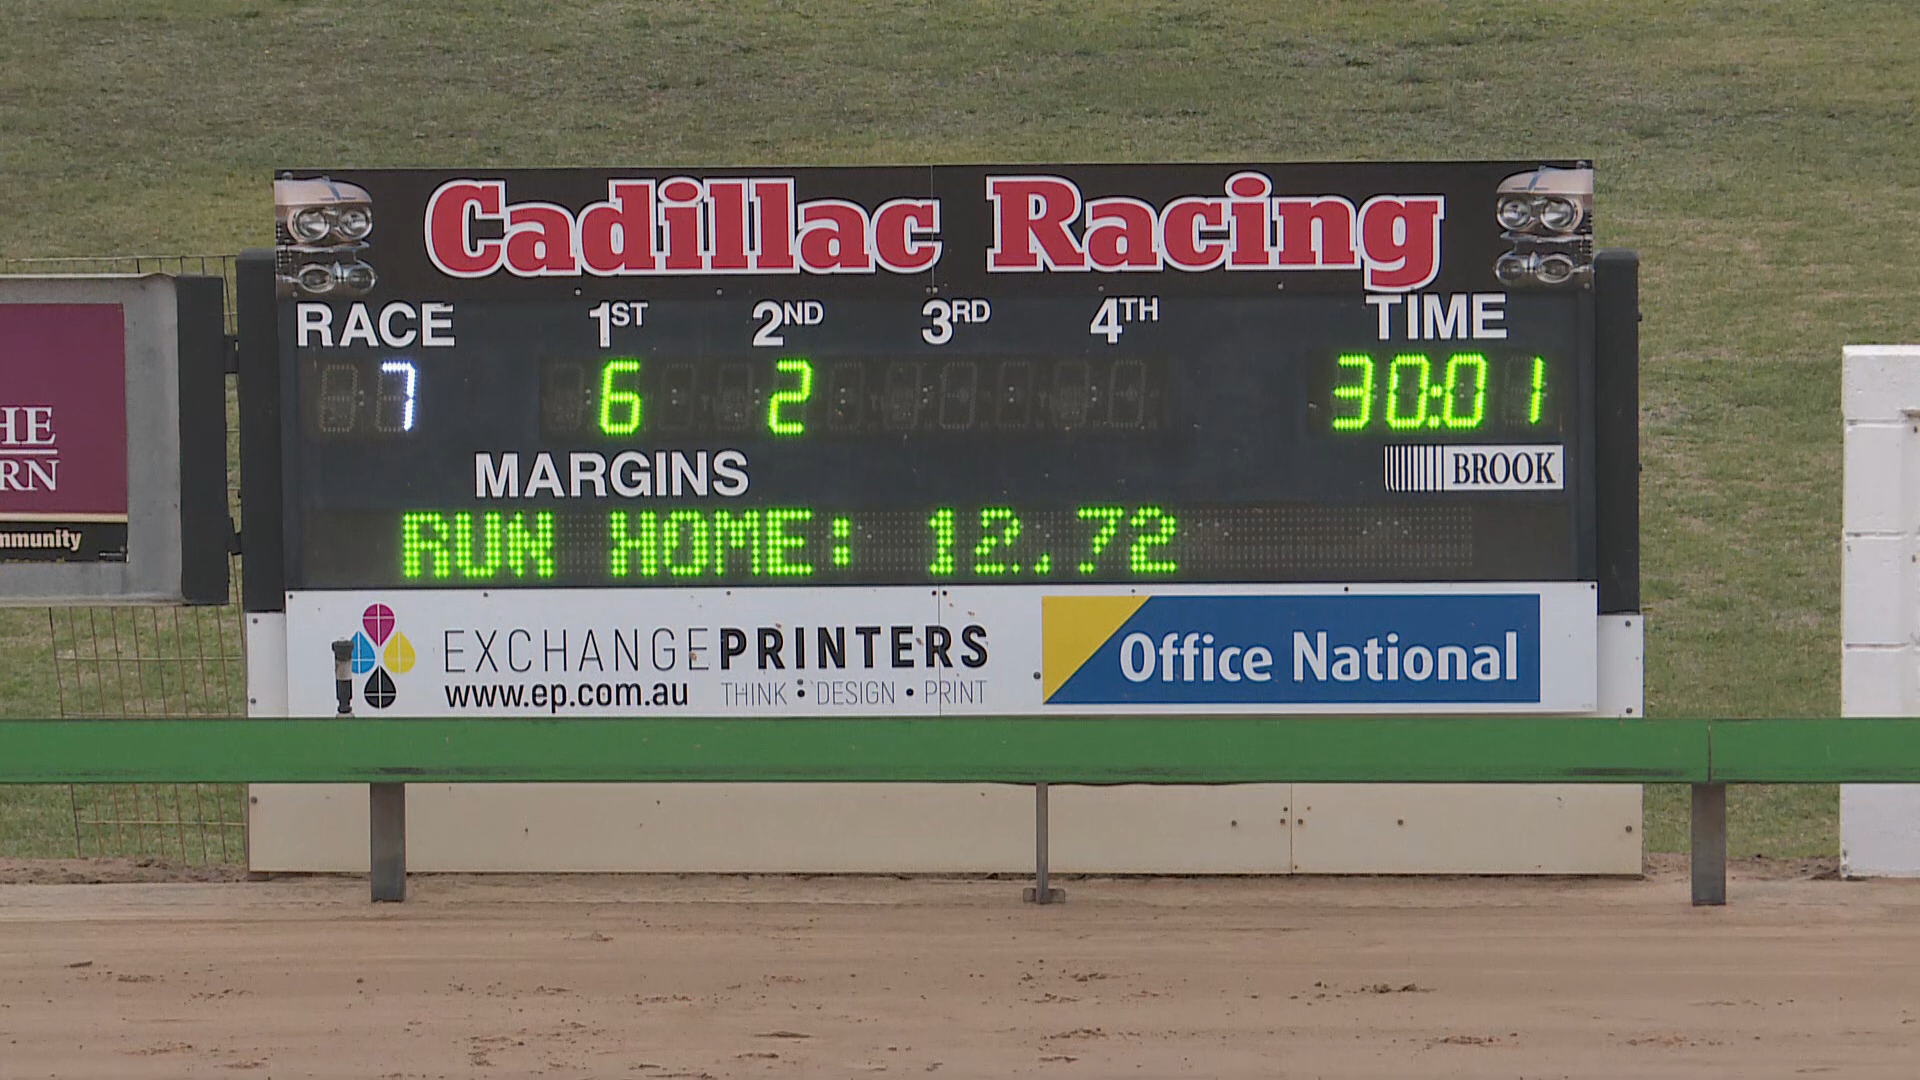 Cadillac Racing
RACE 1ST 2ND 3RD 4TH TIME
7 6 2 30:01
MARGINS BROOK
RUN HOME: 12.72
EXCHANGEPRINTERS
www.ep.com.au THINK • DESIGN • PRINT
Office National
HE
RN
mmunity